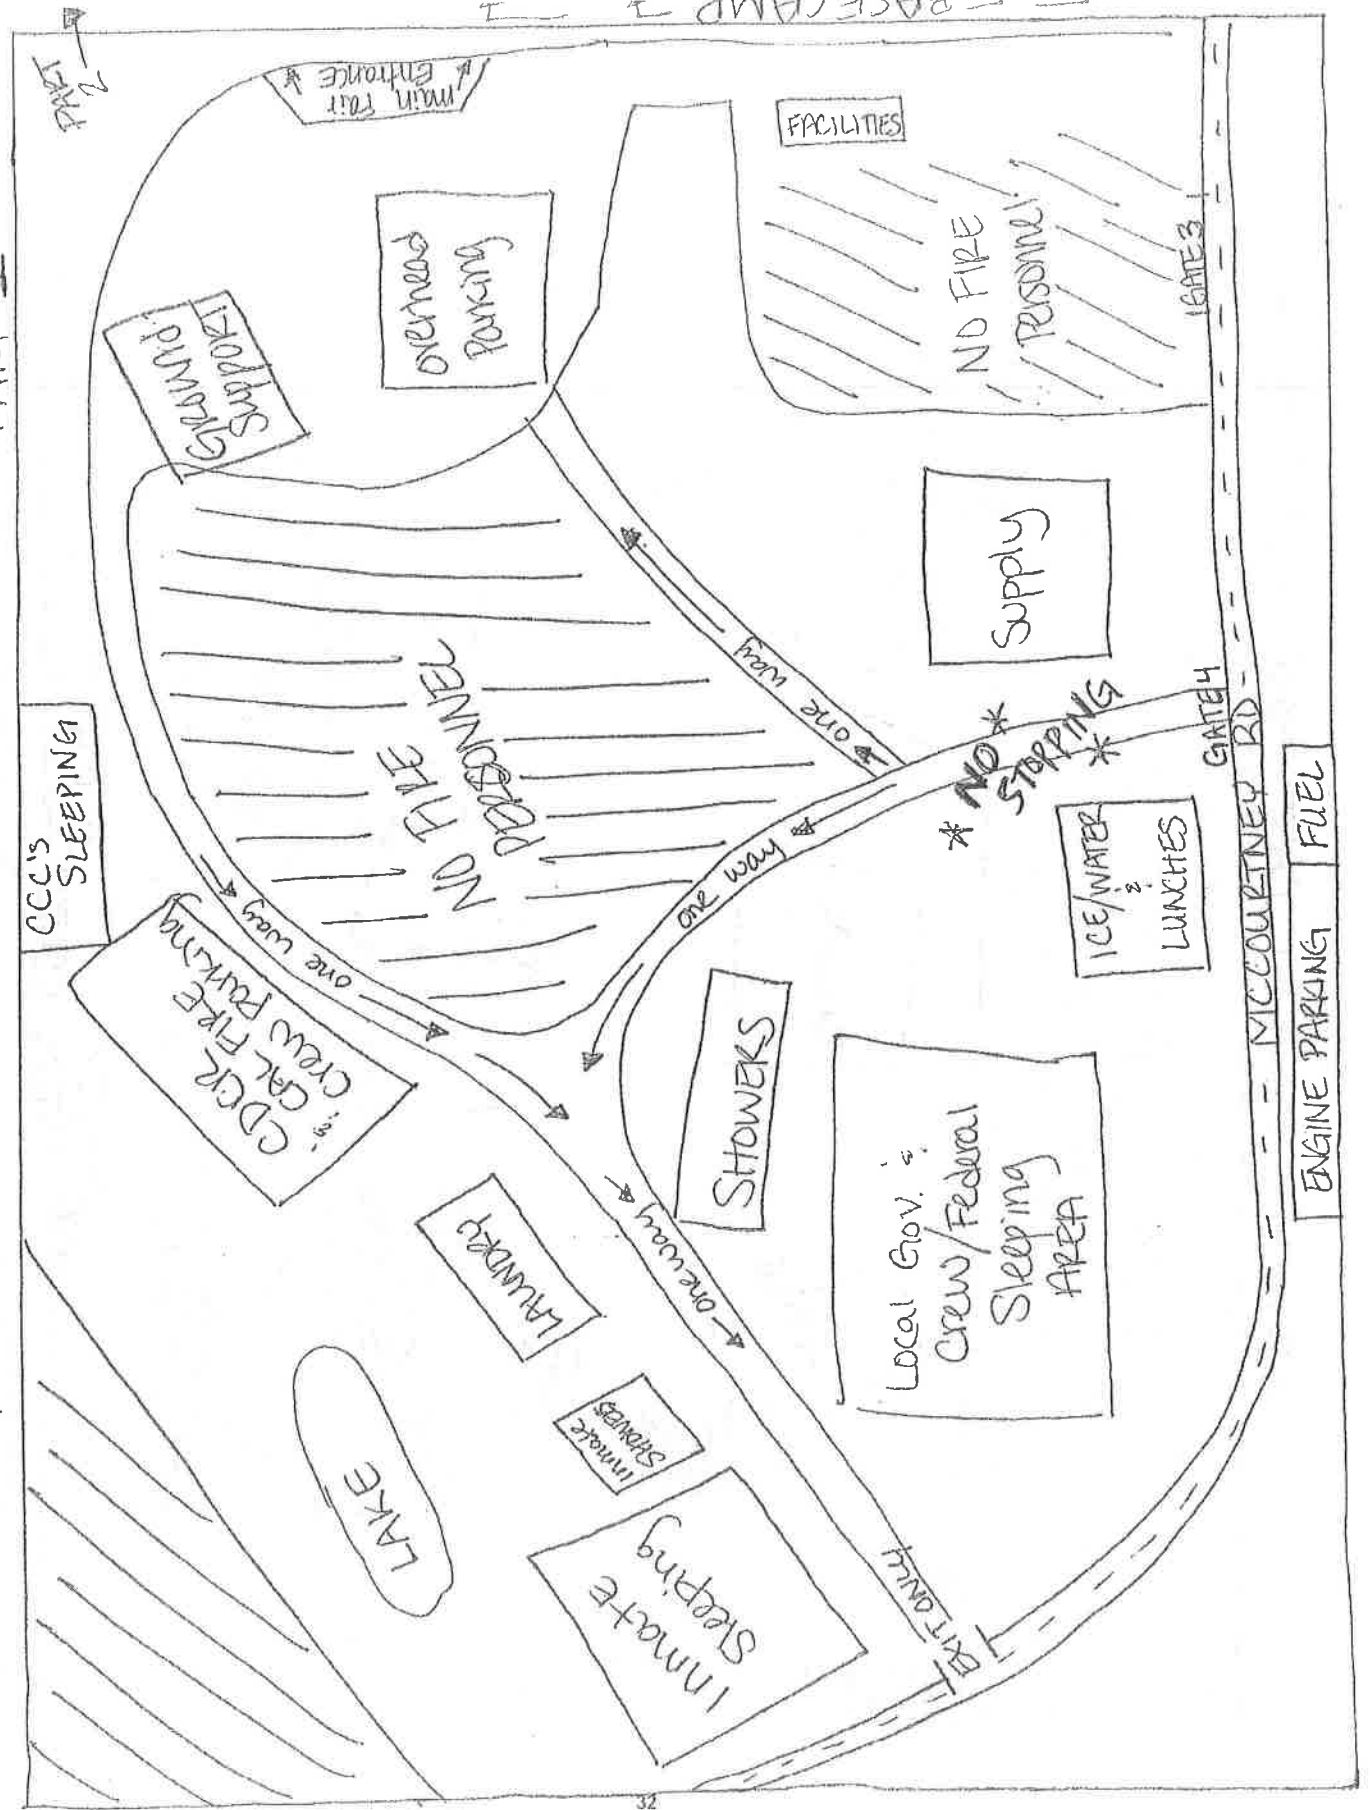 BASE CAMP
PART
2
main fair
Entrance
FACILITIES
overhead
Parking
NO FIRE
Personnel
GATE 3
Ground
Support
Supply
NO FIRE
PERSONNEL
one way
GATE 4
* NO *
STOPPING
*
CCC's
SLEEPING
one way
one way
ICE/WATER
&
LUNCHES
MCCOURTNEY RD
FUEL
ENGINE PARKING
CDCR
& CAL FIRE
Crew Parking
SHOWERS
Local Gov. &
Crew/Federal
Sleeping
AREA
one way
LAUNDRY
inmate
SHOWERS
LAKE
InmatE
Sleeping
EXIT ONLY
32